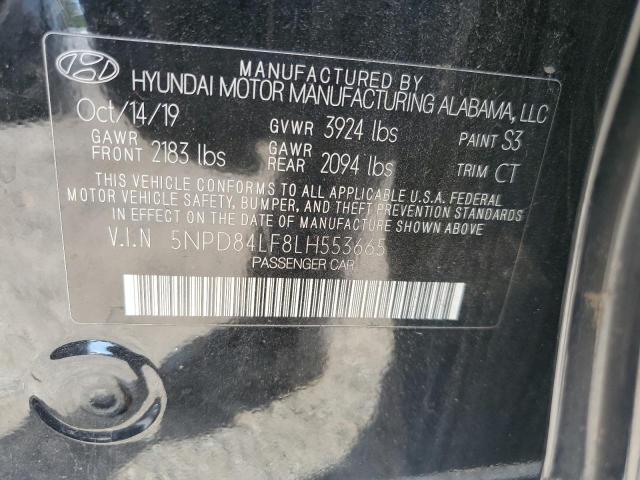 MANUFACTURED BY
HYUNDAI MOTOR MANUFACTURING ALABAMA, LLC
Oct/14/19 GVWR 3924 lbs PAINT S3
GAWR FRONT 2183 lbs GAWR REAR 2094 lbs TRIM CT
THIS VEHICLE CONFORMS TO ALL APPLICABLE U.S.A. FEDERAL
MOTOR VEHICLE SAFETY, BUMPER, AND THEFT PREVENTION STANDARDS
IN EFFECT ON THE DATE OF MANUFACTURE SHOWN ABOVE.
V.I.N 5NPD84LF8LH553665
PASSENGER CAR